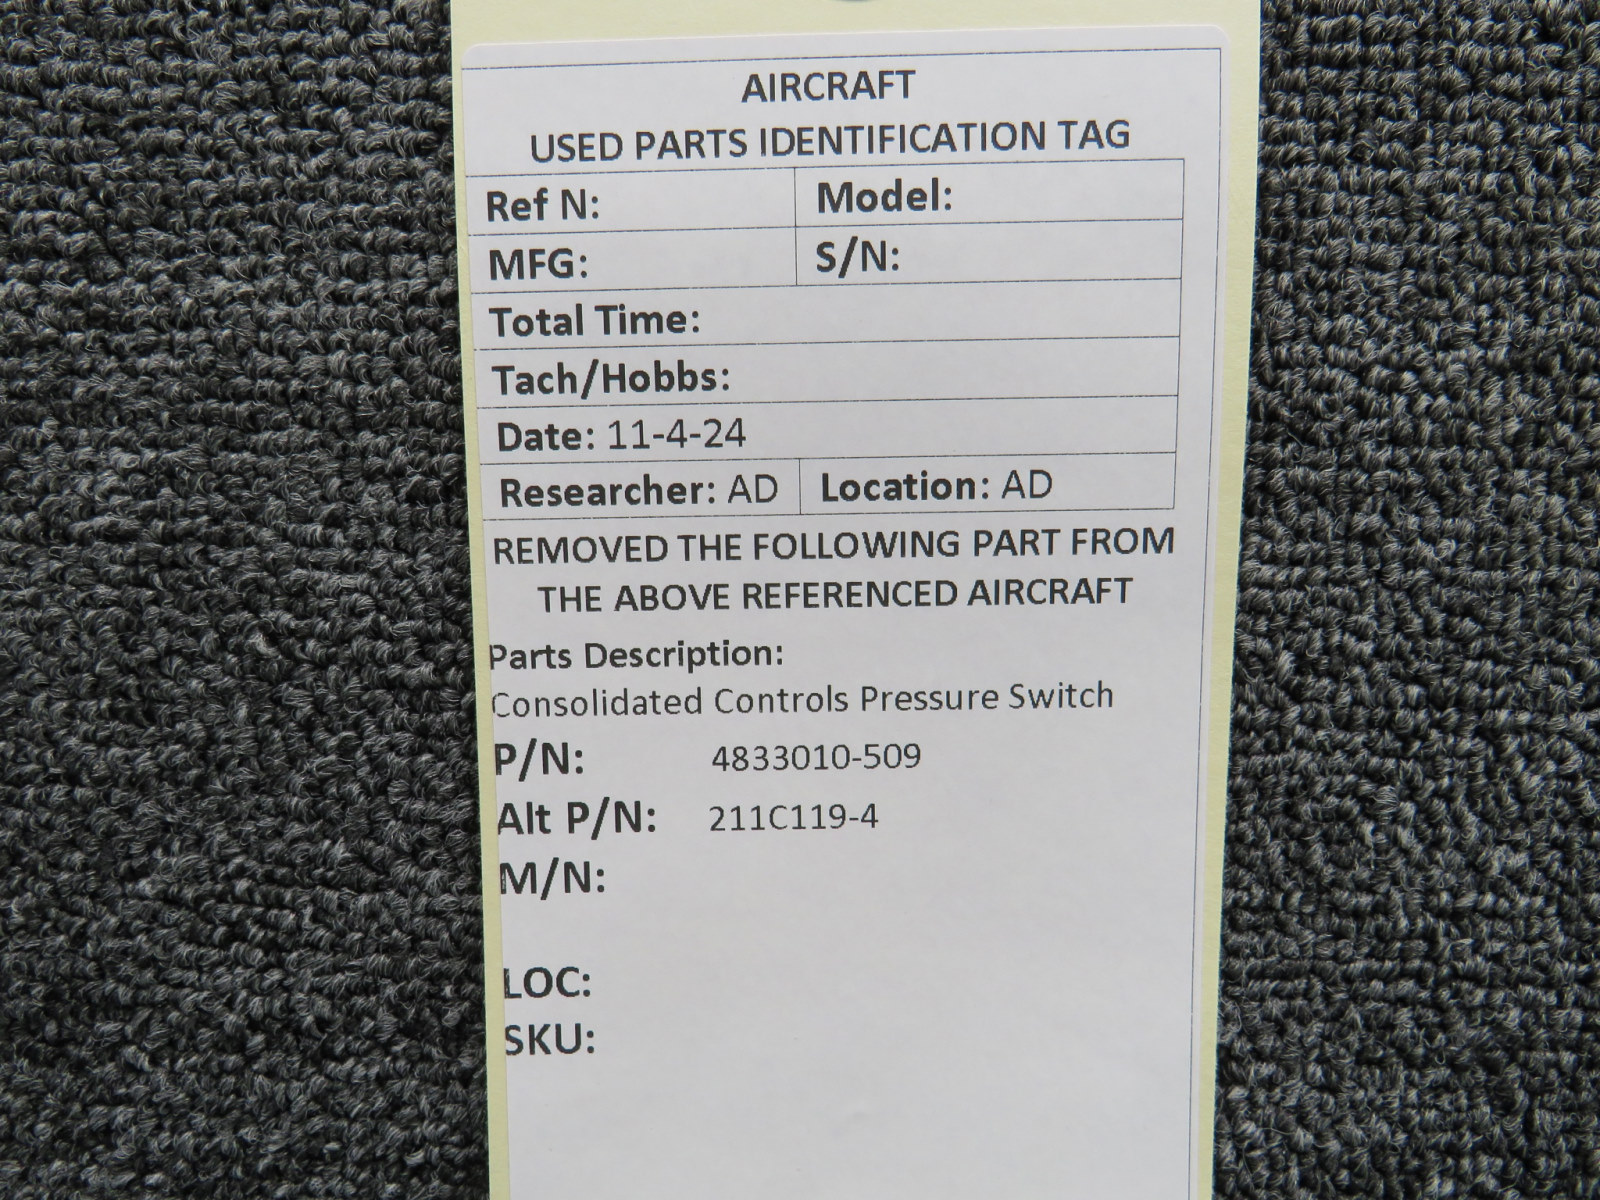 AIRCRAFT
USED PARTS IDENTIFICATION TAG
Ref N: Model:
MFG: S/N:
Total Time:
Tach/Hobbs:
Date: 11-4-24
Researcher: AD Location: AD
REMOVED THE FOLLOWING PART FROM
THE ABOVE REFERENCED AIRCRAFT
Parts Description:
Consolidated Controls Pressure Switch
P/N: 4833010-509
Alt P/N: 211C119-4
M/N:
LOC:
SKU: